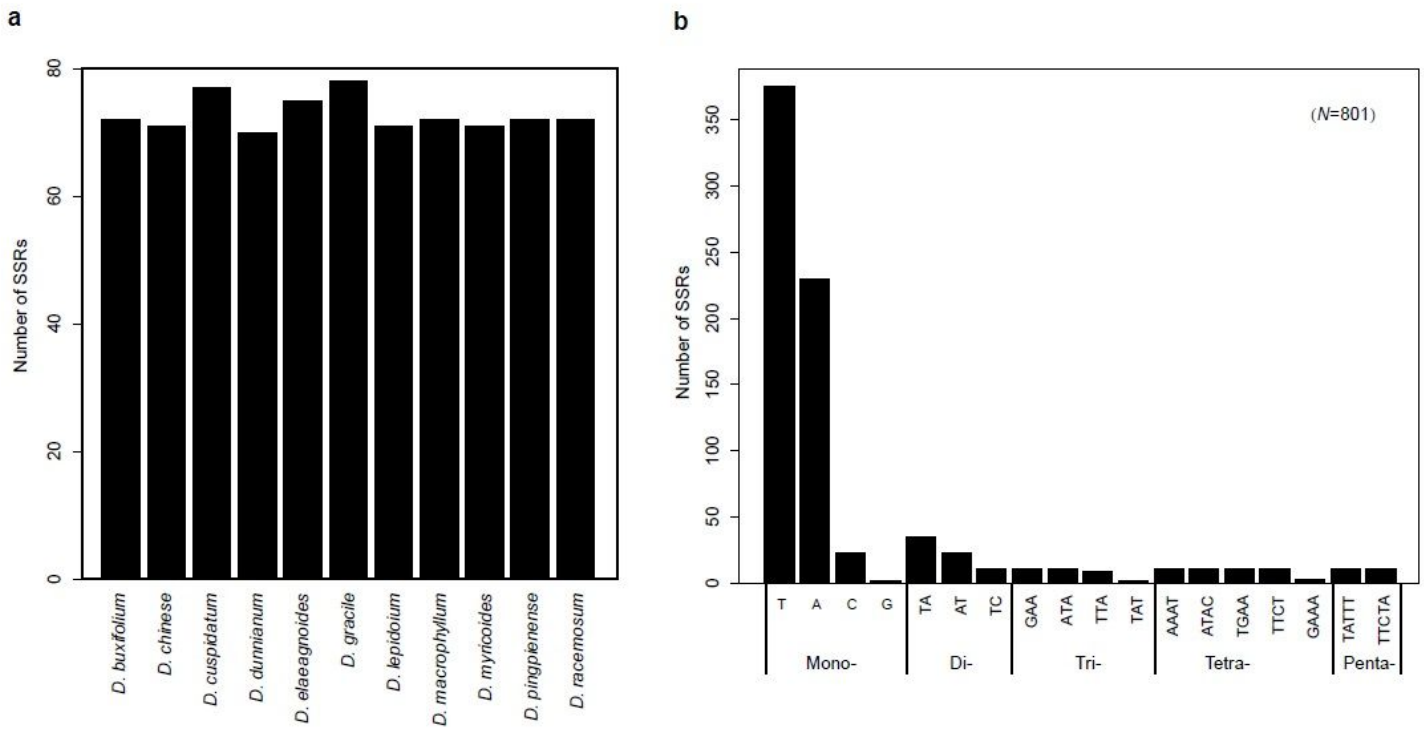 a
Number of SSRs
80
60
40
20
0
D. buxifolium
D. chinese
D. cuspidatum
D. dunnianum
D. elaeagnoides
D. gracile
D. lepidoium
D. macrophyllum
D. myricoides
D. pingpienense
D. racemosum
b
(N=801)
Number of SSRs
350
300
250
200
150
100
50
0
T A C G TA AT TC GAA ATA TTA TAT AAAT ATAC TGAA TTCT GAAA TATTT TTCTA
Mono- Di- Tri- Tetra- Penta-